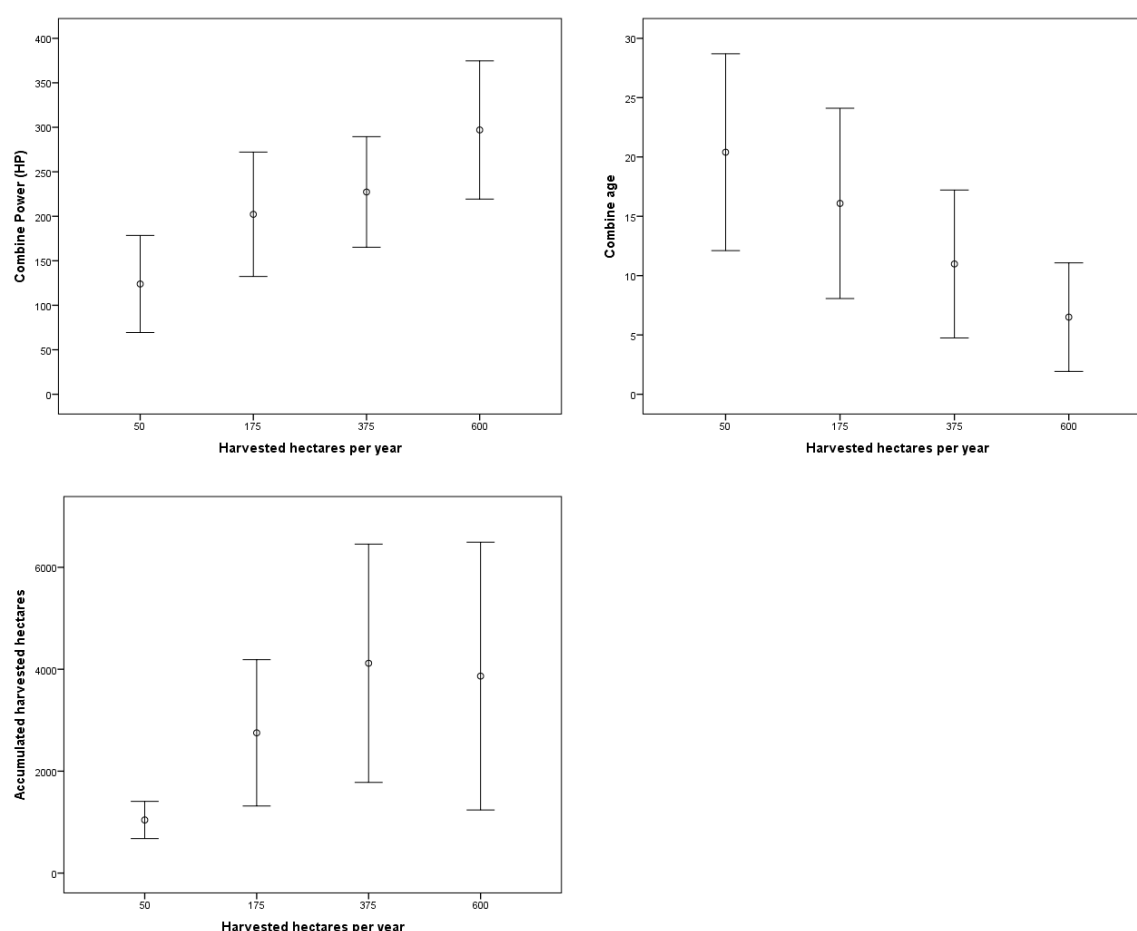 Combine Power (HP)
400
350
300
250
200
150
100
50
0
50 175 375 600
Harvested hectares per year
Combine age
30
25
20
15
10
5
0
50 175 375 600
Harvested hectares per year
Accumulated harvested hectares
6000
4000
2000
0
50 175 375 600
Harvested hectares per year